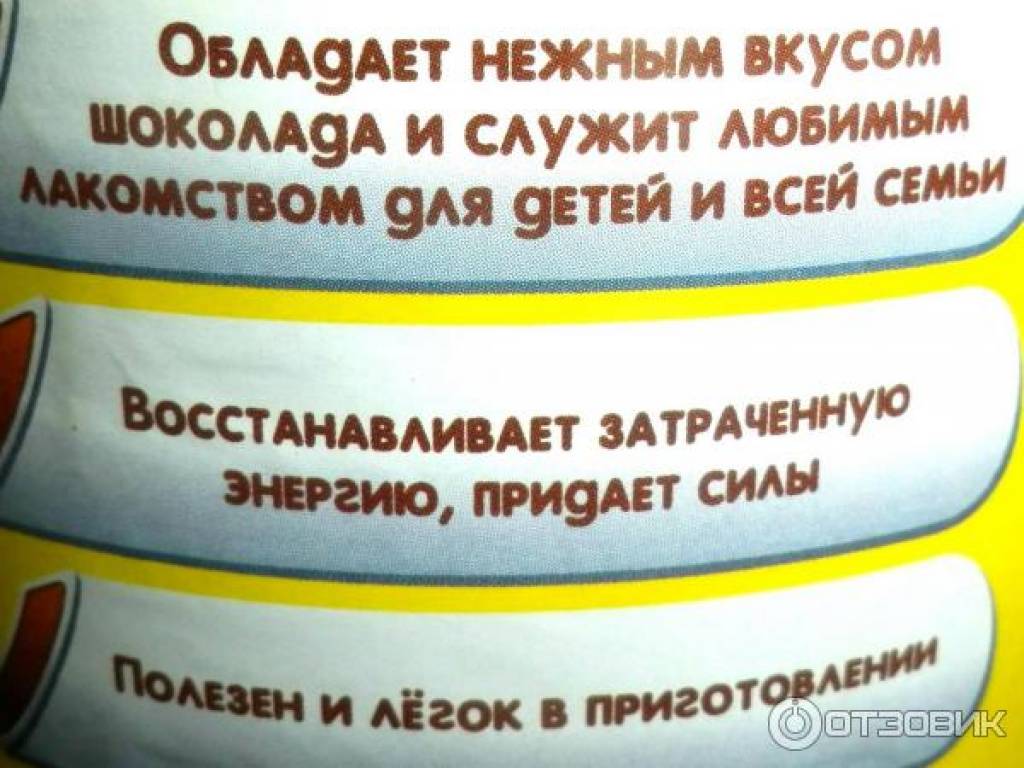 Обладает нежным вкусом
шоколада и служит любимым
лакомством для детей и всей семьи
Восстанавливает затраченную
энергию, придает силы
Полезен и лёгок в приготовлении
ОТЗОВИК